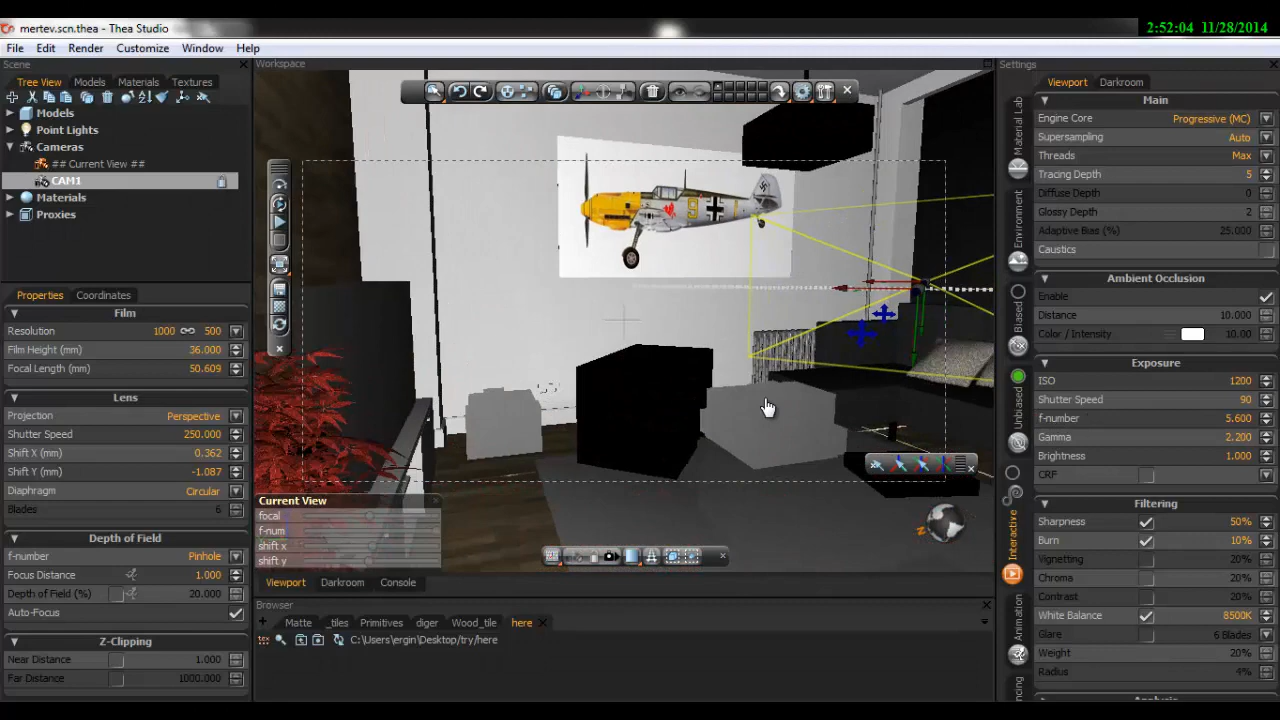 mertev.scn.thea - Thea Studio
2:52:04 11/28/2014
File Edit Render Customize Window Help
Scene
Tree View Models Materials Textures
Models
Point Lights
Cameras
## Current View ##
CAM1
Materials
Proxies
Properties Coordinates
Film
Resolution 1000 500
Film Height (mm) 36.000
Focal Length (mm) 50.609
Lens
Projection Perspective
Shutter Speed 250.000
Shift X (mm) 0.362
Shift Y (mm) -1.087
Diaphragm Circular
Blades 6
Depth of Field
f-number Pinhole
Focus Distance 1.000
Depth of Field (%) 20.000
Auto-Focus
Z-Clipping
Near Distance 1.000
Far Distance 1000.000
Workspace
Current View
focal
f-num
shift x
shift y
Z
Viewport Darkroom Console
Browser
Matte _tiles Primitives diger Wood_tile here
tex C:\Users\ergin\Desktop/try/here
Settings
Material Lab
Environment
Biased
Unbiased
Interactive
Animation
Viewport Darkroom
Main
Engine Core Progressive (MC)
Supersampling Auto
Threads Max
Tracing Depth 5
Diffuse Depth 0
Glossy Depth 2
Adaptive Bias (%) 25.000
Caustics
Ambient Occlusion
Enable
Distance 10.000
Color / Intensity 10.00
Exposure
ISO 1200
Shutter Speed 90
f-number 5.600
Gamma 2.200
Brightness 1.000
CRF
Filtering
Sharpness 50%
Burn 10%
Vignetting 20%
Chroma 20%
Contrast 20%
White Balance 8500K
Glare 6 Blades
Weight 20%
Radius 4%